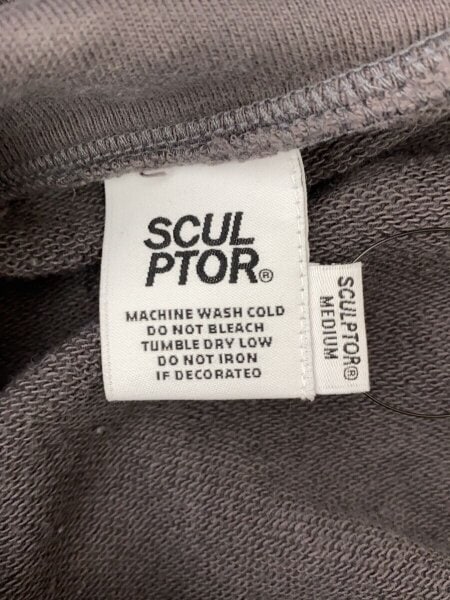 SCUL
PTOR®
MACHINE WASH COLD
DO NOT BLEACH
TUMBLE DRY LOW
DO NOT IRON
IF DECORATED
SCULPTOR®
MEDIUM